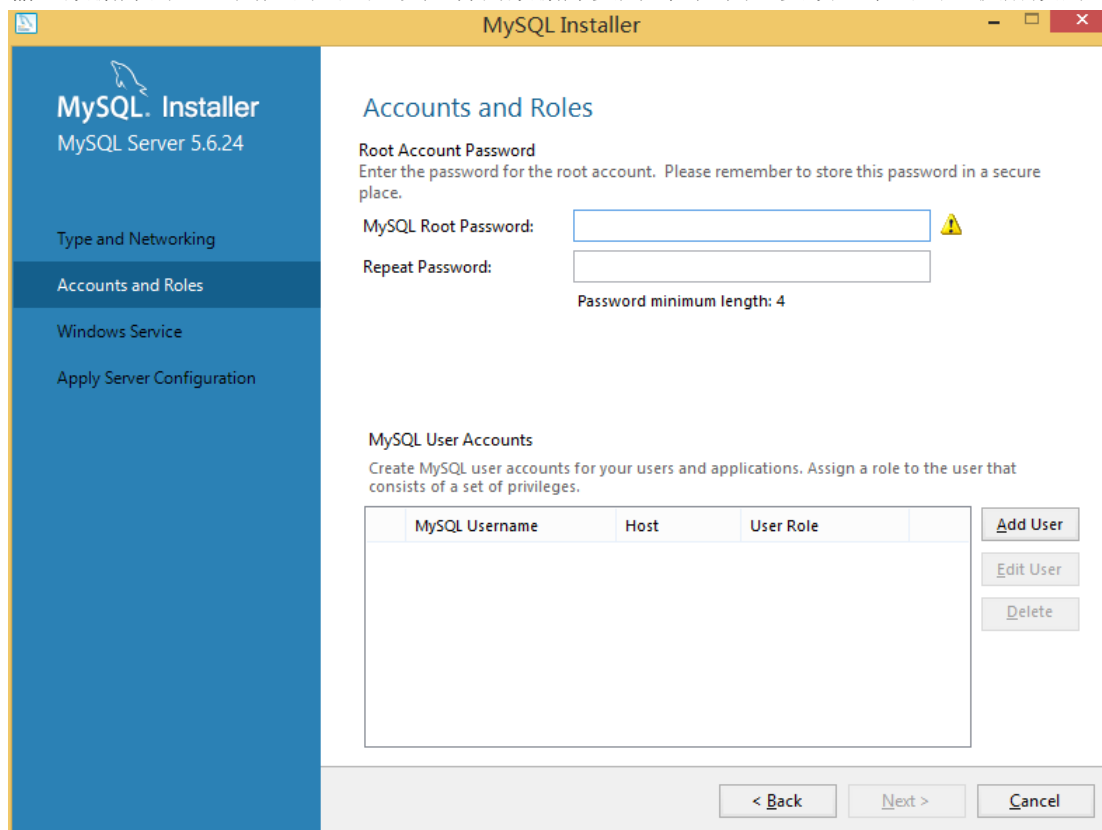 MySQL Installer
MySQL. Installer
MySQL Server 5.6.24
Type and Networking
Accounts and Roles
Windows Service
Apply Server Configuration
Accounts and Roles
Root Account Password
Enter the password for the root account. Please remember to store this password in a secure
place.
MySQL Root Password:
Repeat Password:
Password minimum length: 4
MySQL User Accounts
Create MySQL user accounts for your users and applications. Assign a role to the user that
consists of a set of privileges.
MySQL Username Host User Role
Add User
Edit User
Delete
< Back Next > Cancel